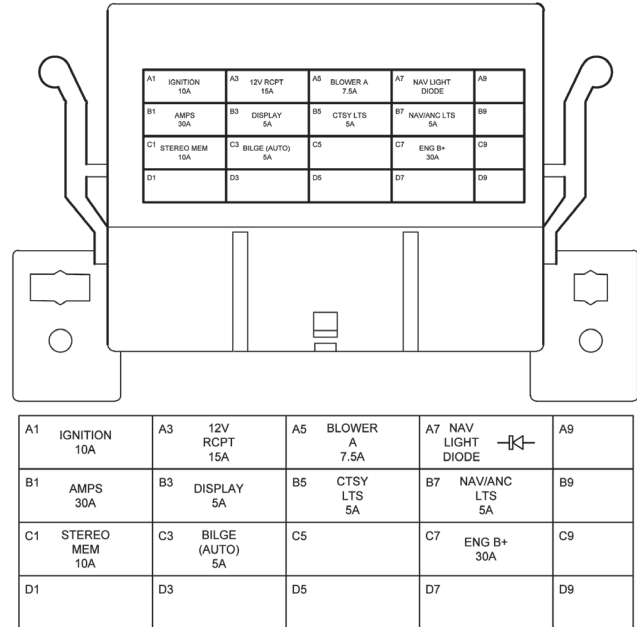 A1 IGNITION 10A A3 12V RCPT 15A A5 BLOWER A 7.5A A7 NAV LIGHT DIODE A9
B1 AMPS 30A B3 DISPLAY 5A B5 CTSY LTS 5A B7 NAV/ANC LTS 5A B9
C1 STEREO MEM 10A C3 BILGE (AUTO) 5A C5 C7 ENG B+ 30A C9
D1 D3 D5 D7 D9
A1 IGNITION 10A A3 12V RCPT 15A A5 BLOWER A 7.5A A7 NAV LIGHT DIODE A9
B1 AMPS 30A B3 DISPLAY 5A B5 CTSY LTS 5A B7 NAV/ANC LTS 5A B9
C1 STEREO MEM 10A C3 BILGE (AUTO) 5A C5 C7 ENG B+ 30A C9
D1 D3 D5 D7 D9